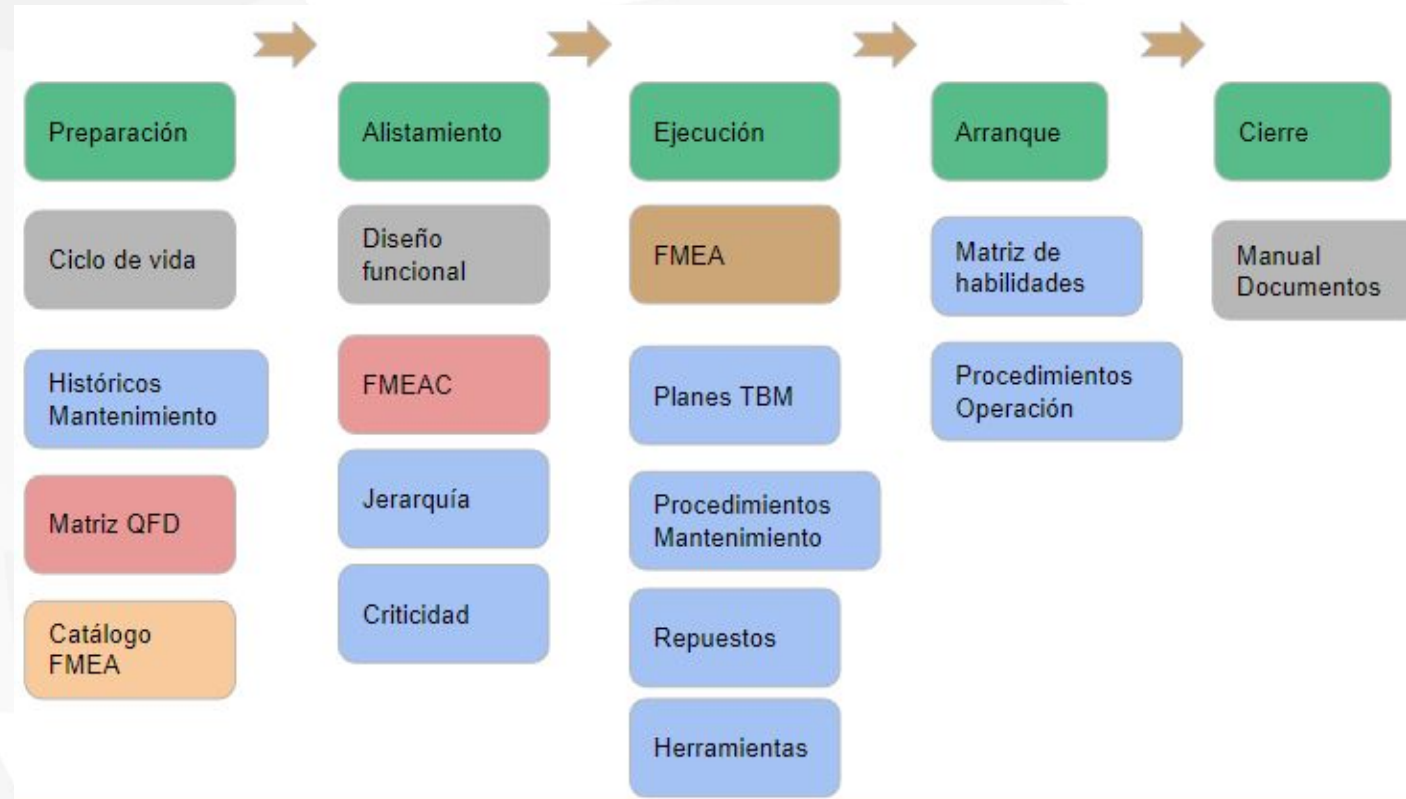 Preparación
Alistamiento
Ejecución
Arranque
Cierre
Ciclo de vida
Históricos
Mantenimiento
Matriz QFD
Catálogo
FMEA
Diseño
funcional
FMEAC
Jerarquía
Criticidad
FMEA
Planes TBM
Procedimientos
Mantenimiento
Repuestos
Herramientas
Matriz de
habilidades
Procedimientos
Operación
Manual
Documentos